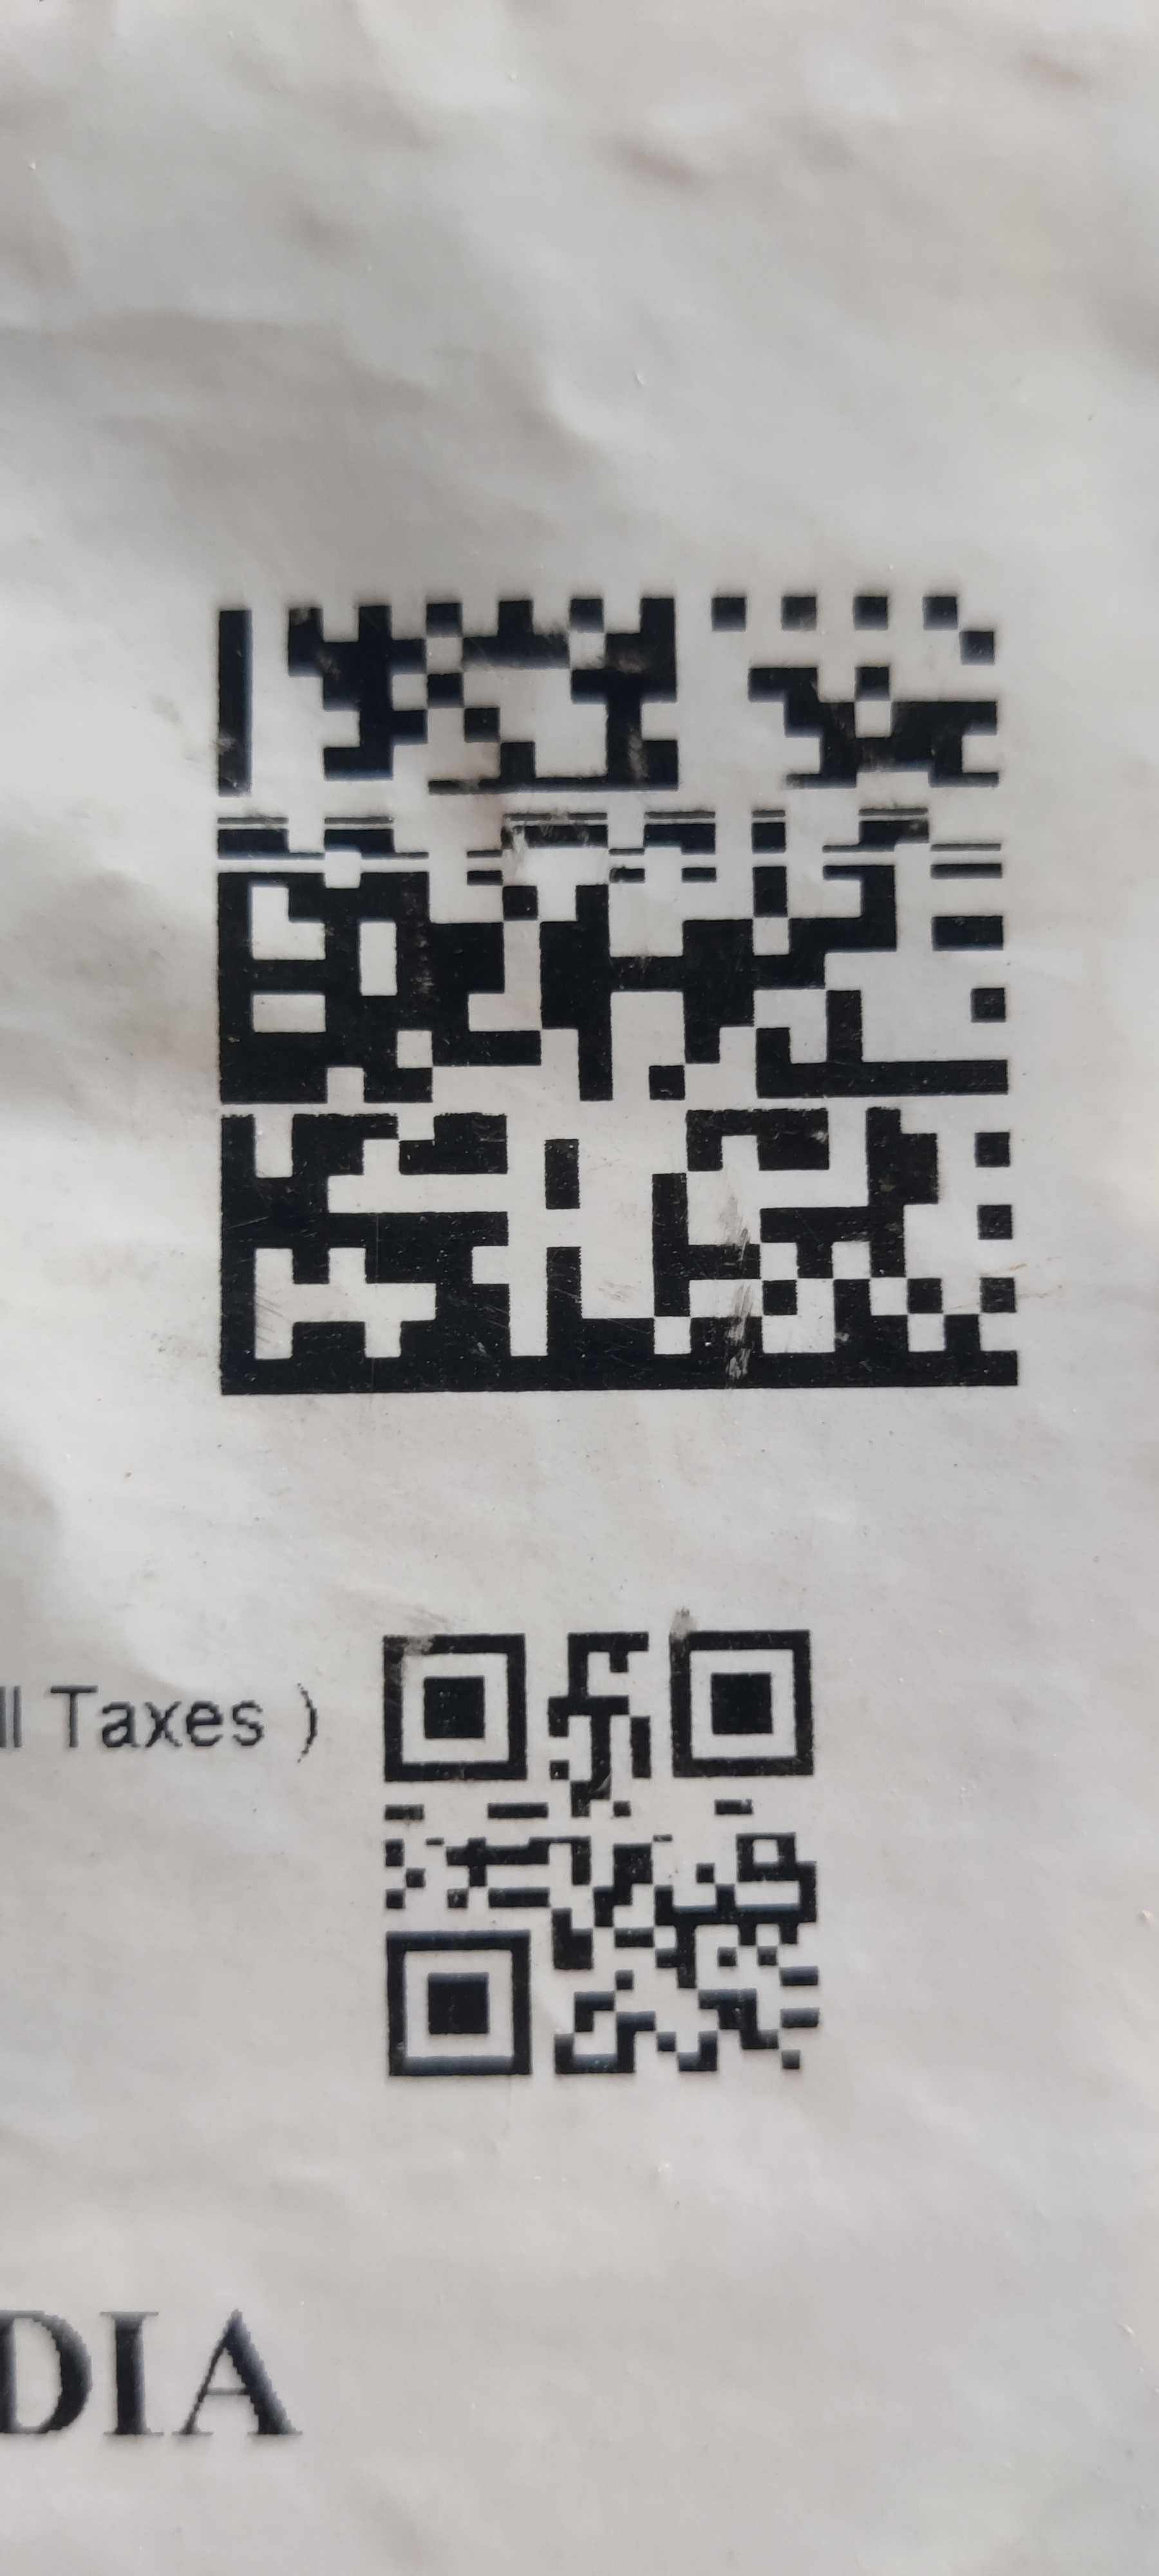 ll Taxes )
DIA